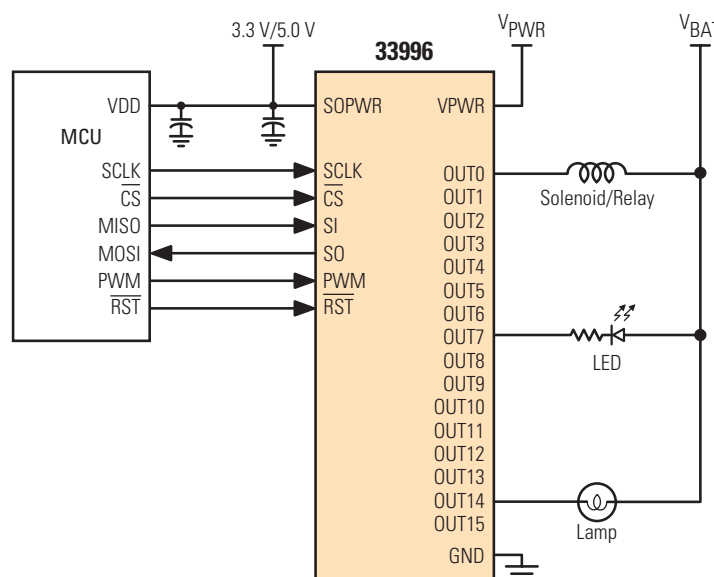 3.3 V/5.0 V
33996
VPWR
VBAT
MCU
VDD
SCLK
CS
MISO
MOSI
PWM
RST
SOPWR
SCLK
CS
SI
SO
PWM
RST
VPWR
OUT0
OUT1
OUT2
OUT3
OUT4
OUT5
OUT6
OUT7
OUT8
OUT9
OUT10
OUT11
OUT12
OUT13
OUT14
OUT15
GND
Solenoid/Relay
LED
Lamp